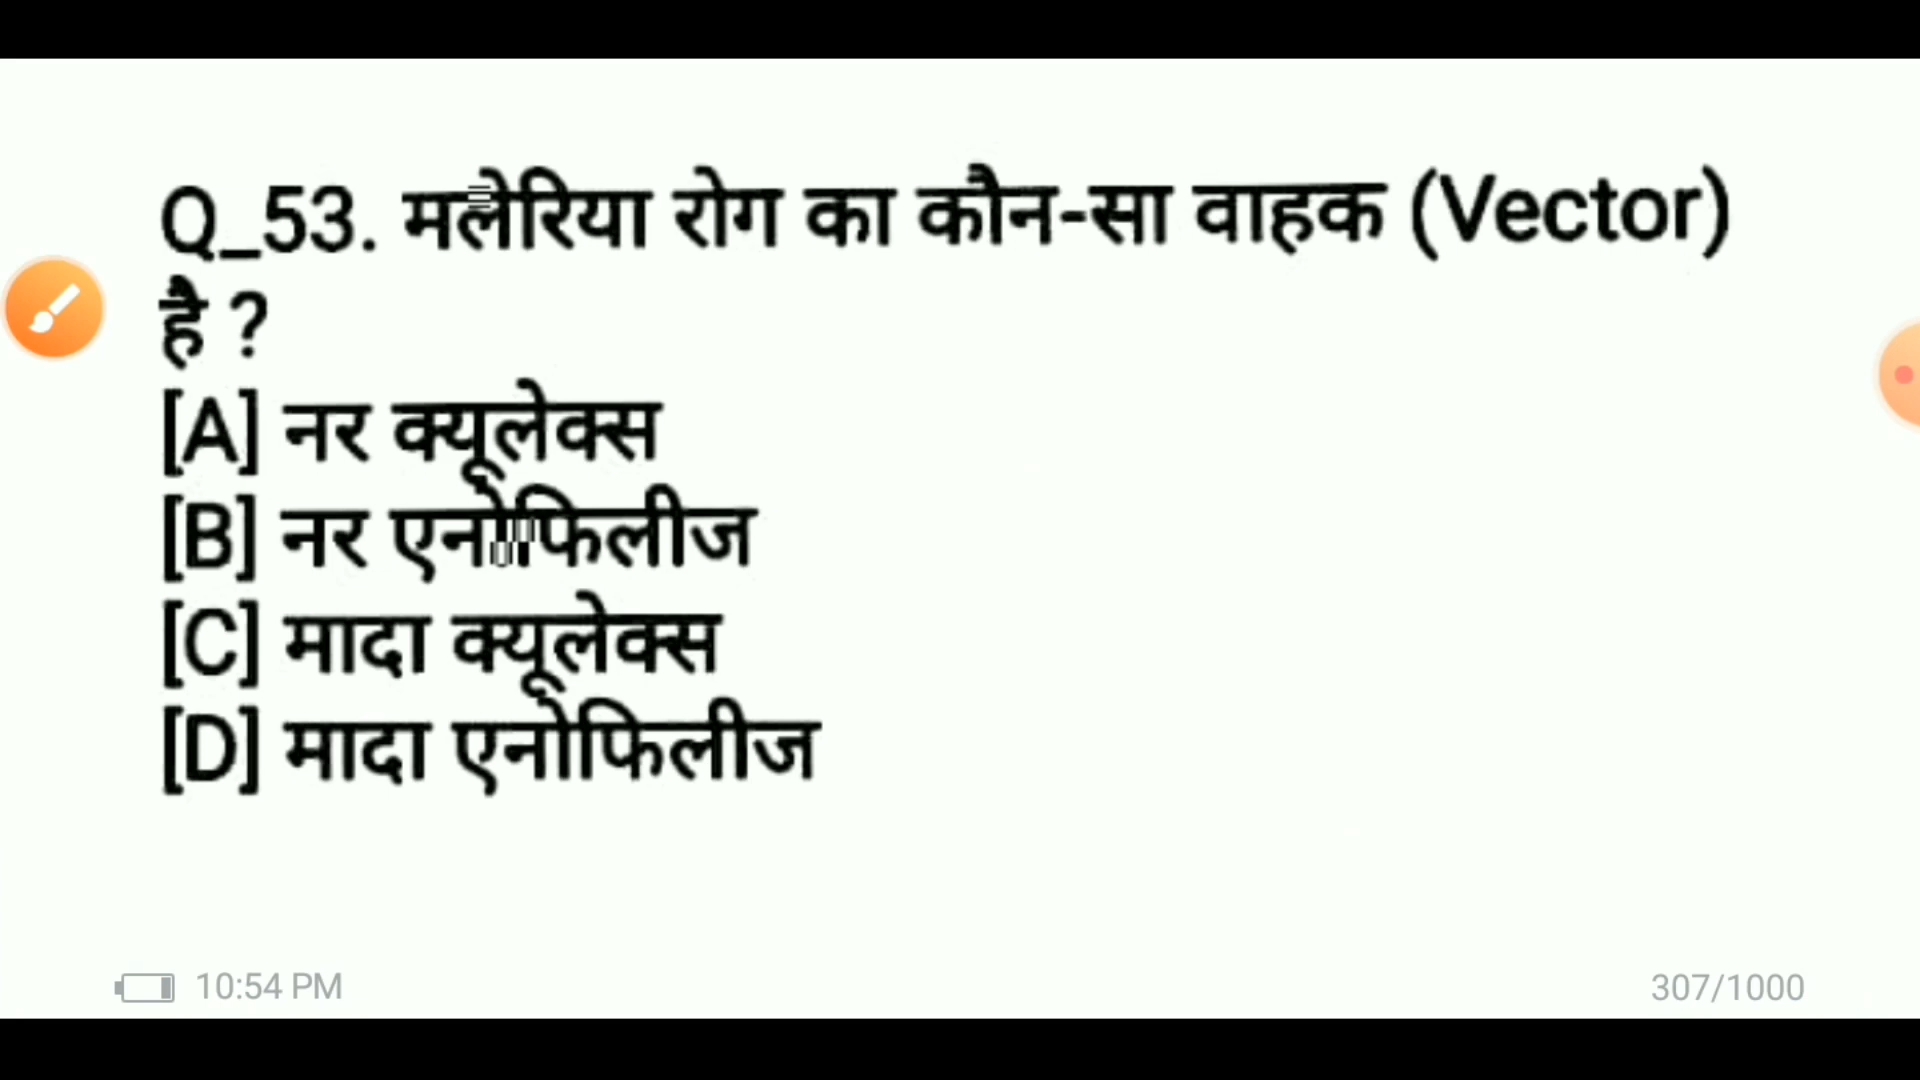 Q_53. मलेरिया रोग का कौन-सा वाहक (Vector)
है ?
[A] नर क्यूलेक्स
[B] नर एनोफिलीज
[C] मादा क्यूलेक्स
[D] मादा एनोफिलीज
10:54 PM
307/1000